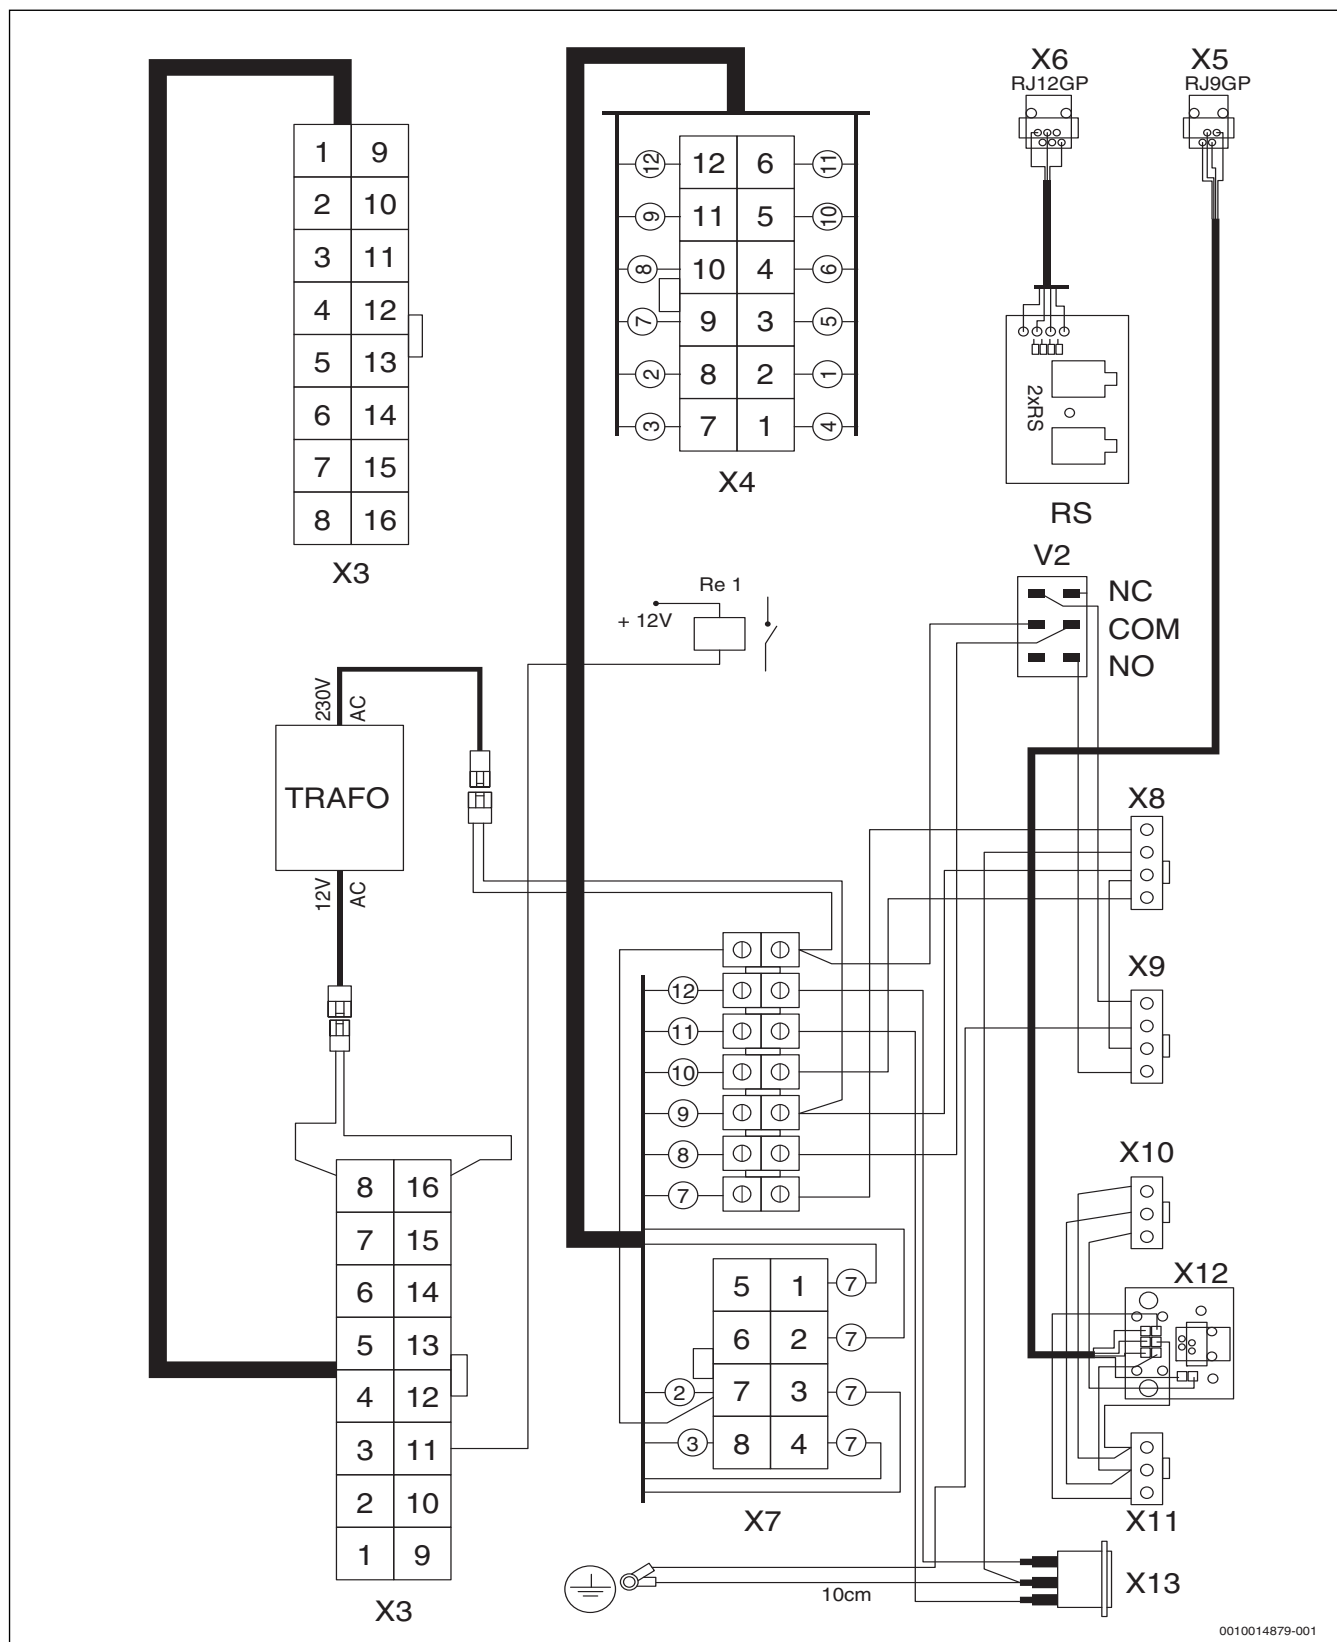 X6
RJ12GP
X5
RJ9GP
1 9
2 10
3 11
4 12
5 13
6 14
7 15
8 16
X3
12 12 6 11
9 11 5 10
8 10 4 6
7 9 3 5
2 8 2 1
3 7 1 4
X4
2xRS
RS
V2
NC
COM
NO
Re 1
+ 12V
230V
AC
TRAFO
12V
AC
X8
X9
12
11
10
9
8
7
X10
X12
X11
8 16
7 15
6 14
5 13
4 12
3 11
2 10
1 9
X3
5 1 7
6 2 7
2 7 3 7
3 8 4 7
X7
10cm
X13
0010014879-001